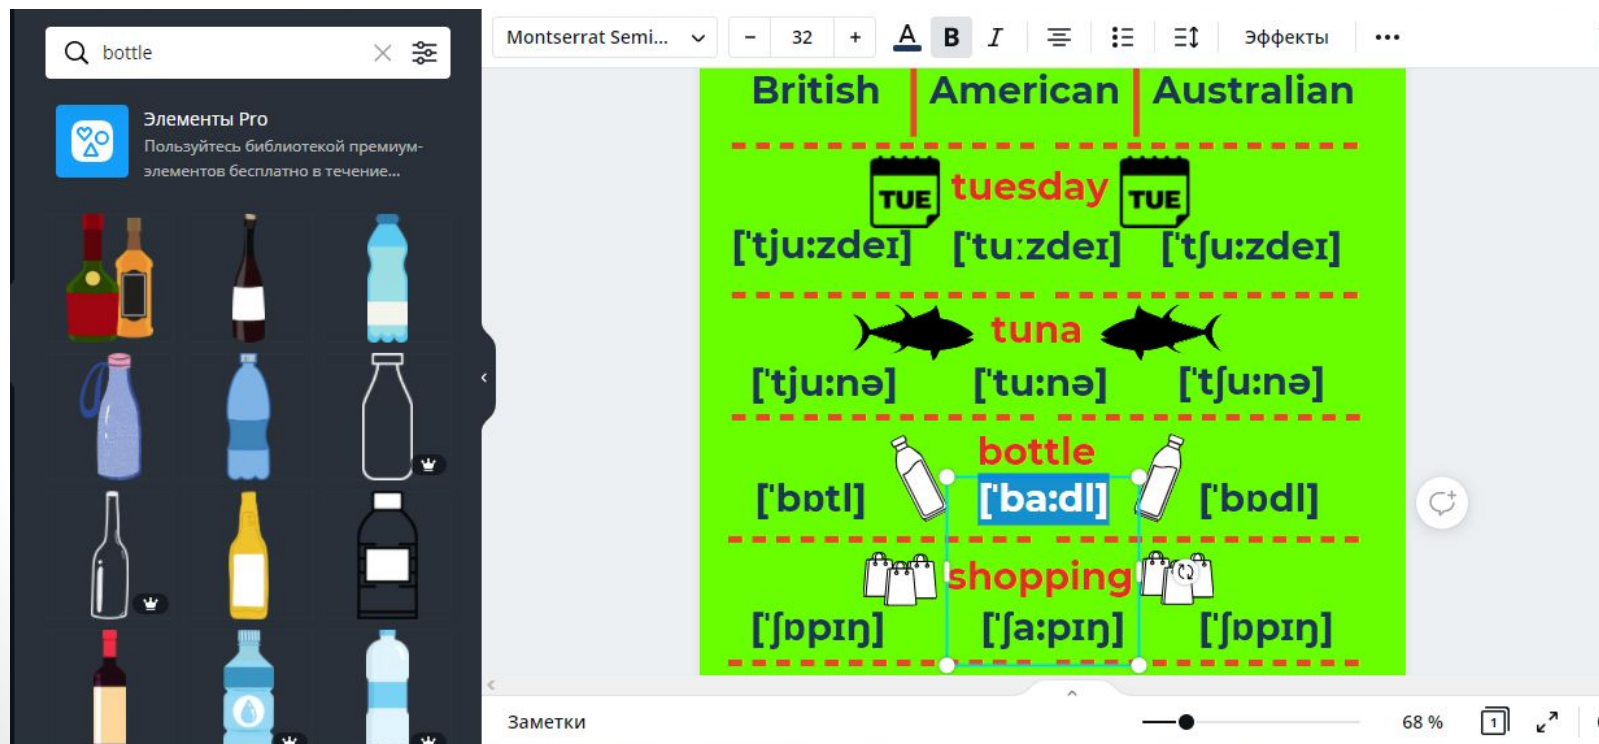 bottle
Элементы Pro
Пользуйтесь библиотекой премиум-
элементов бесплатно в течение...
Montserrat Semi...
– 32 +
A B I
Эффекты
British American Australian
TUE tuesday TUE
['tju:zdeɪ] ['tuːzdeɪ] ['tʃu:zdeɪ]
tuna
['tju:nə] ['tu:nə] ['tʃu:nə]
bottle
['bɒtl] ['ba:dl] ['bɒdl]
shopping
['ʃɒpɪŋ] ['ʃa:pɪŋ] ['ʃɒpɪŋ]
Заметки
68 %
1